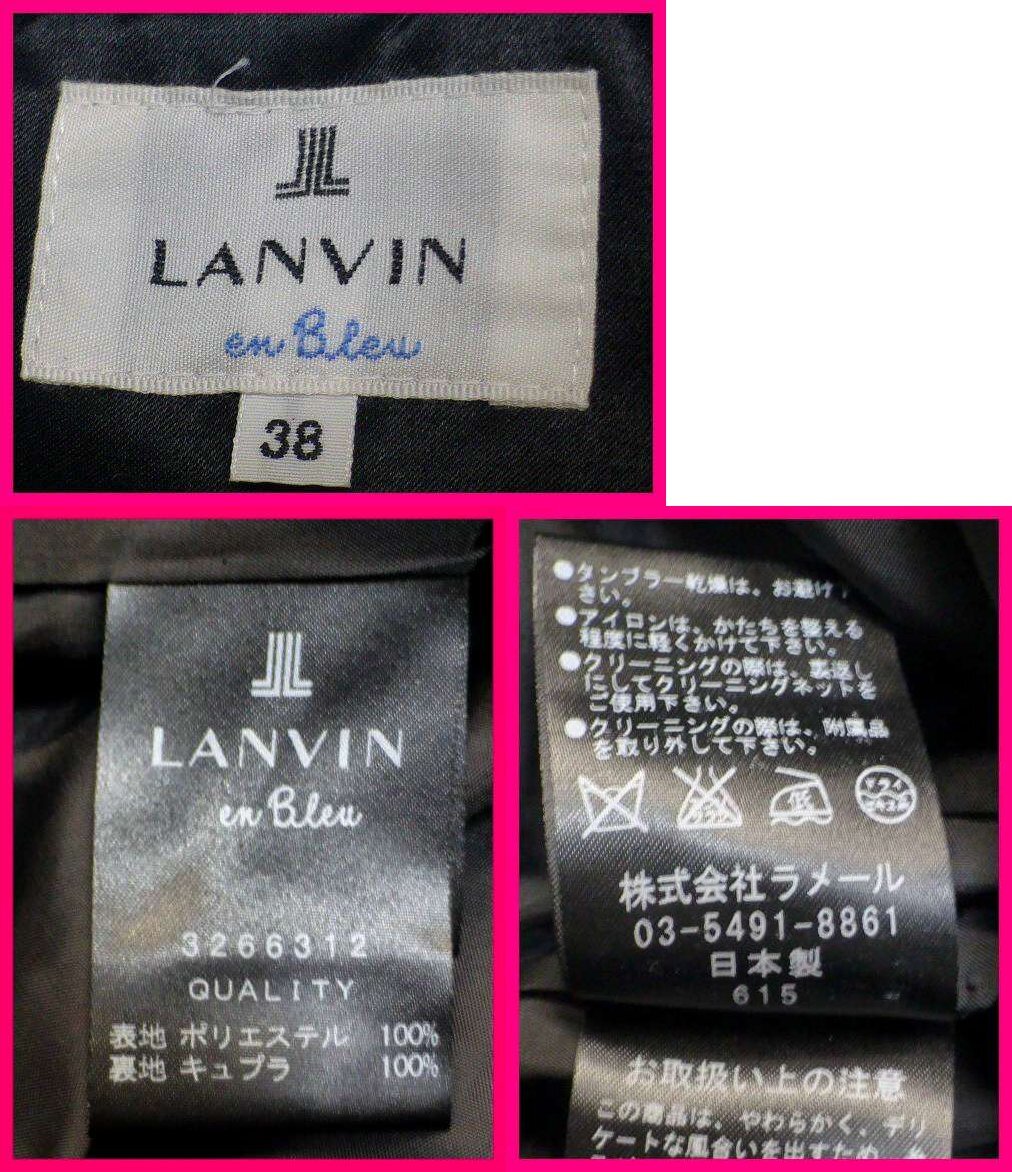 LANVIN
en Bleu
38
LANVIN
en Bleu
3266312
QUALITY
表地 ポリエステル 100%
裏地 キュプラ 100%
●タンブラー乾燥は、お避け
さい。
●アイロンは、かたちを整える
程度に軽くかけて下さい。
●クリーニングの際は、裏返し
にしてクリーニングネットを
ご使用下さい。
●クリーニングの際は、附属品
を取り外して下さい。
低
ドライ
株式会社ラメール
03-5491-8861
日本製
615
お取扱い上の注意
この商品は、やわらかく、デリ
ケートな風合いを出すため